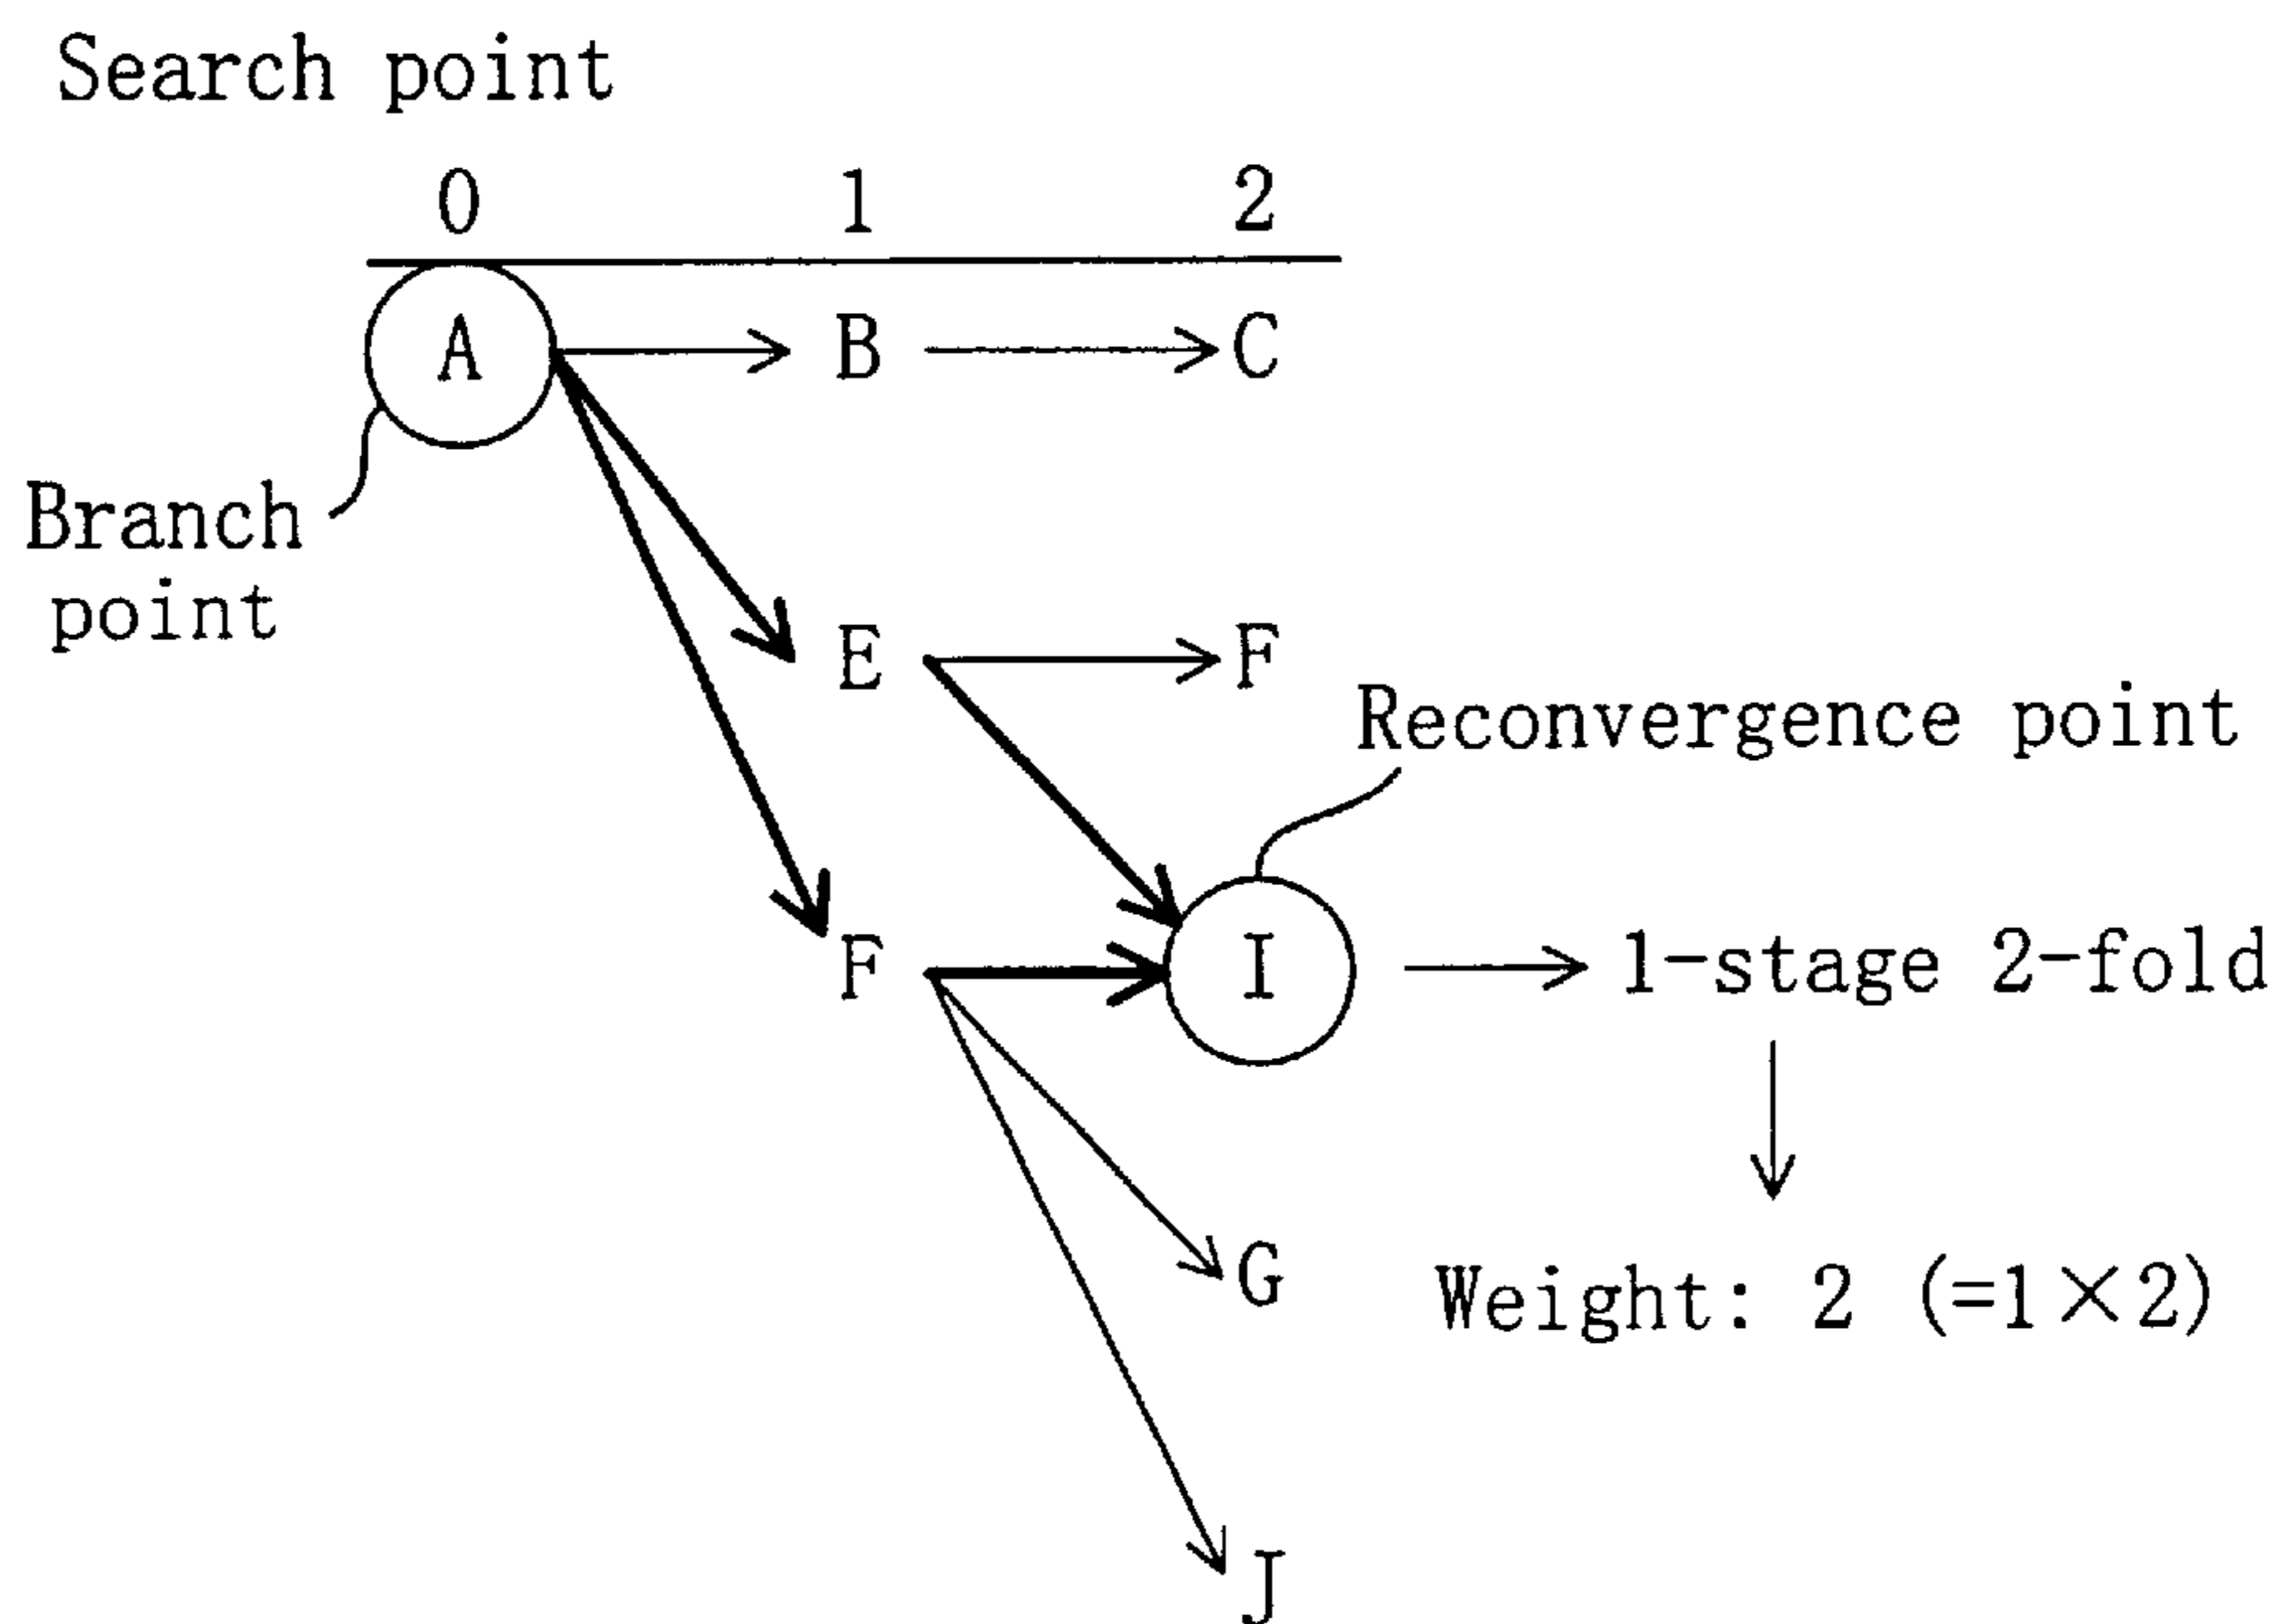 Search point
0 1 2
A B C
Branch
point
E F
Reconvergence point
F I 1-stage 2-fold
G Weight: 2 (=1×2)
J